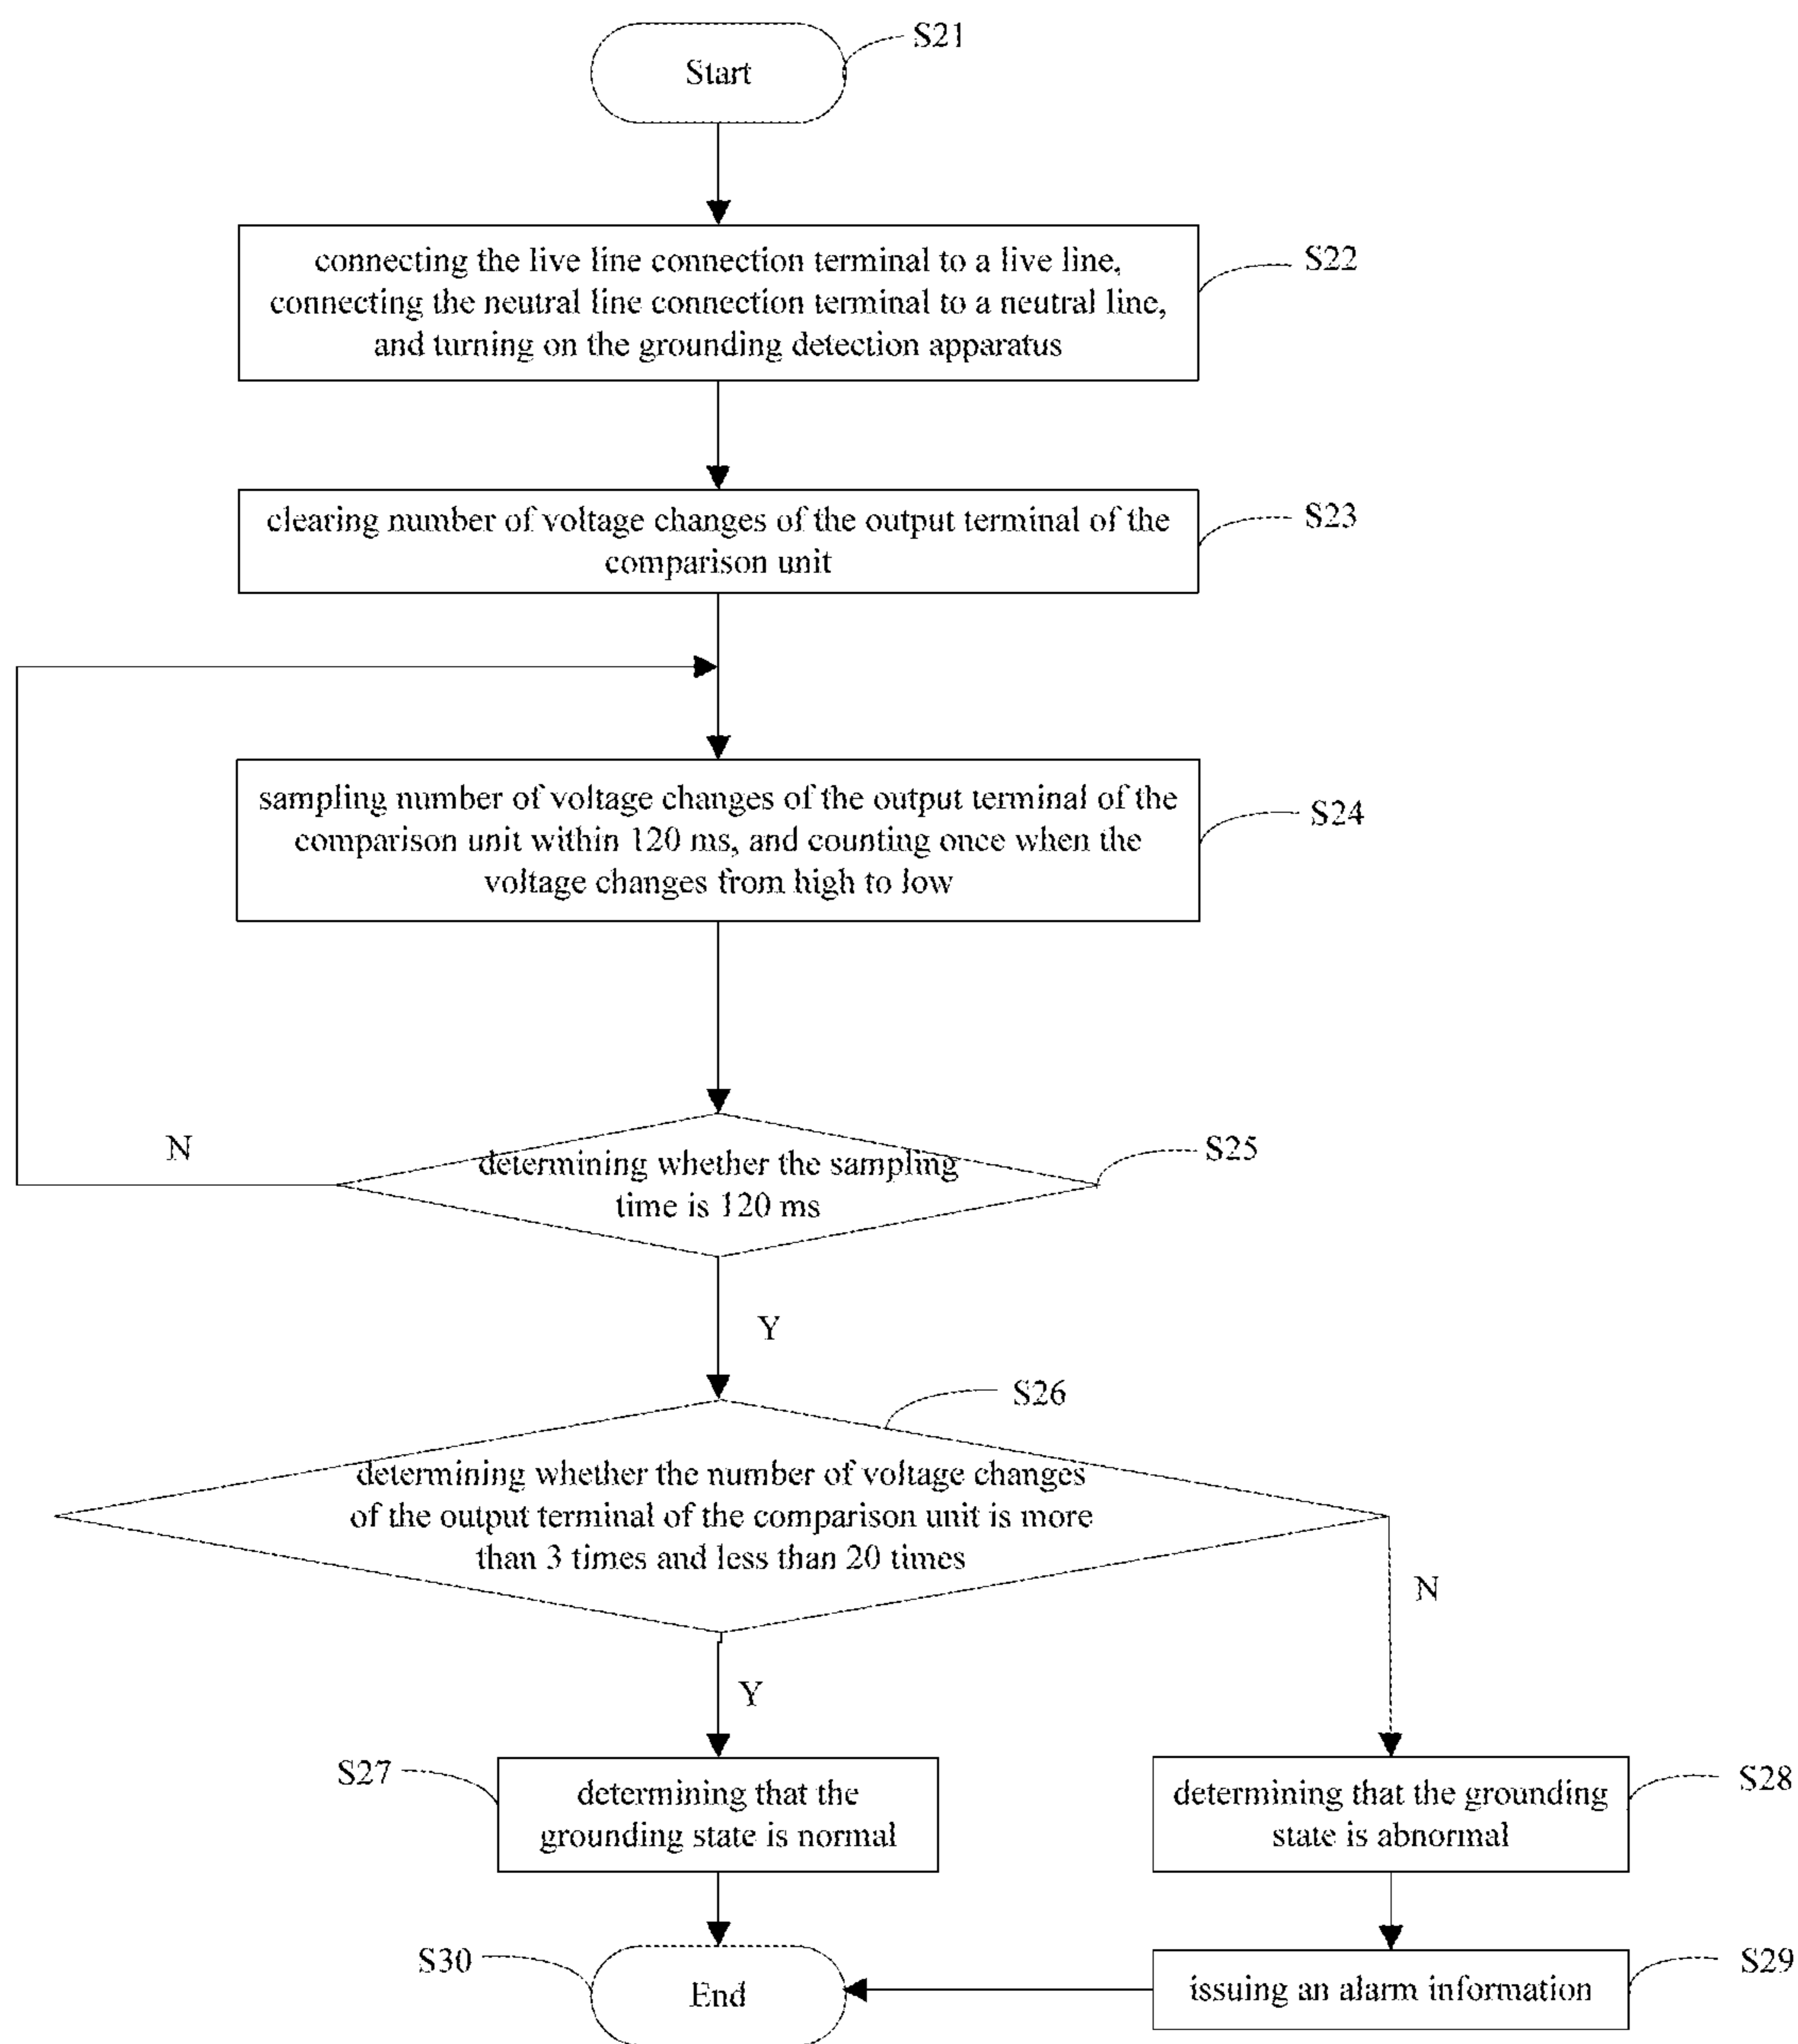 S21
Start
connecting the live line connection terminal to a live line,
connecting the neutral line connection terminal to a neutral line,
and turning on the grounding detection apparatus
S22
clearing number of voltage changes of the output terminal of the
comparison unit
S23
sampling number of voltage changes of the output terminal of the
comparison unit within 120 ms, and counting once when the
voltage changes from high to low
S24
N
determining whether the sampling
time is 120 ms
S25
Y
S26
determining whether the number of voltage changes
of the output terminal of the comparison unit is more
than 3 times and less than 20 times
N
Y
S27
determining that the
grounding state is normal
determining that the grounding
state is abnormal
S28
S30
End
issuing an alarm information
S29